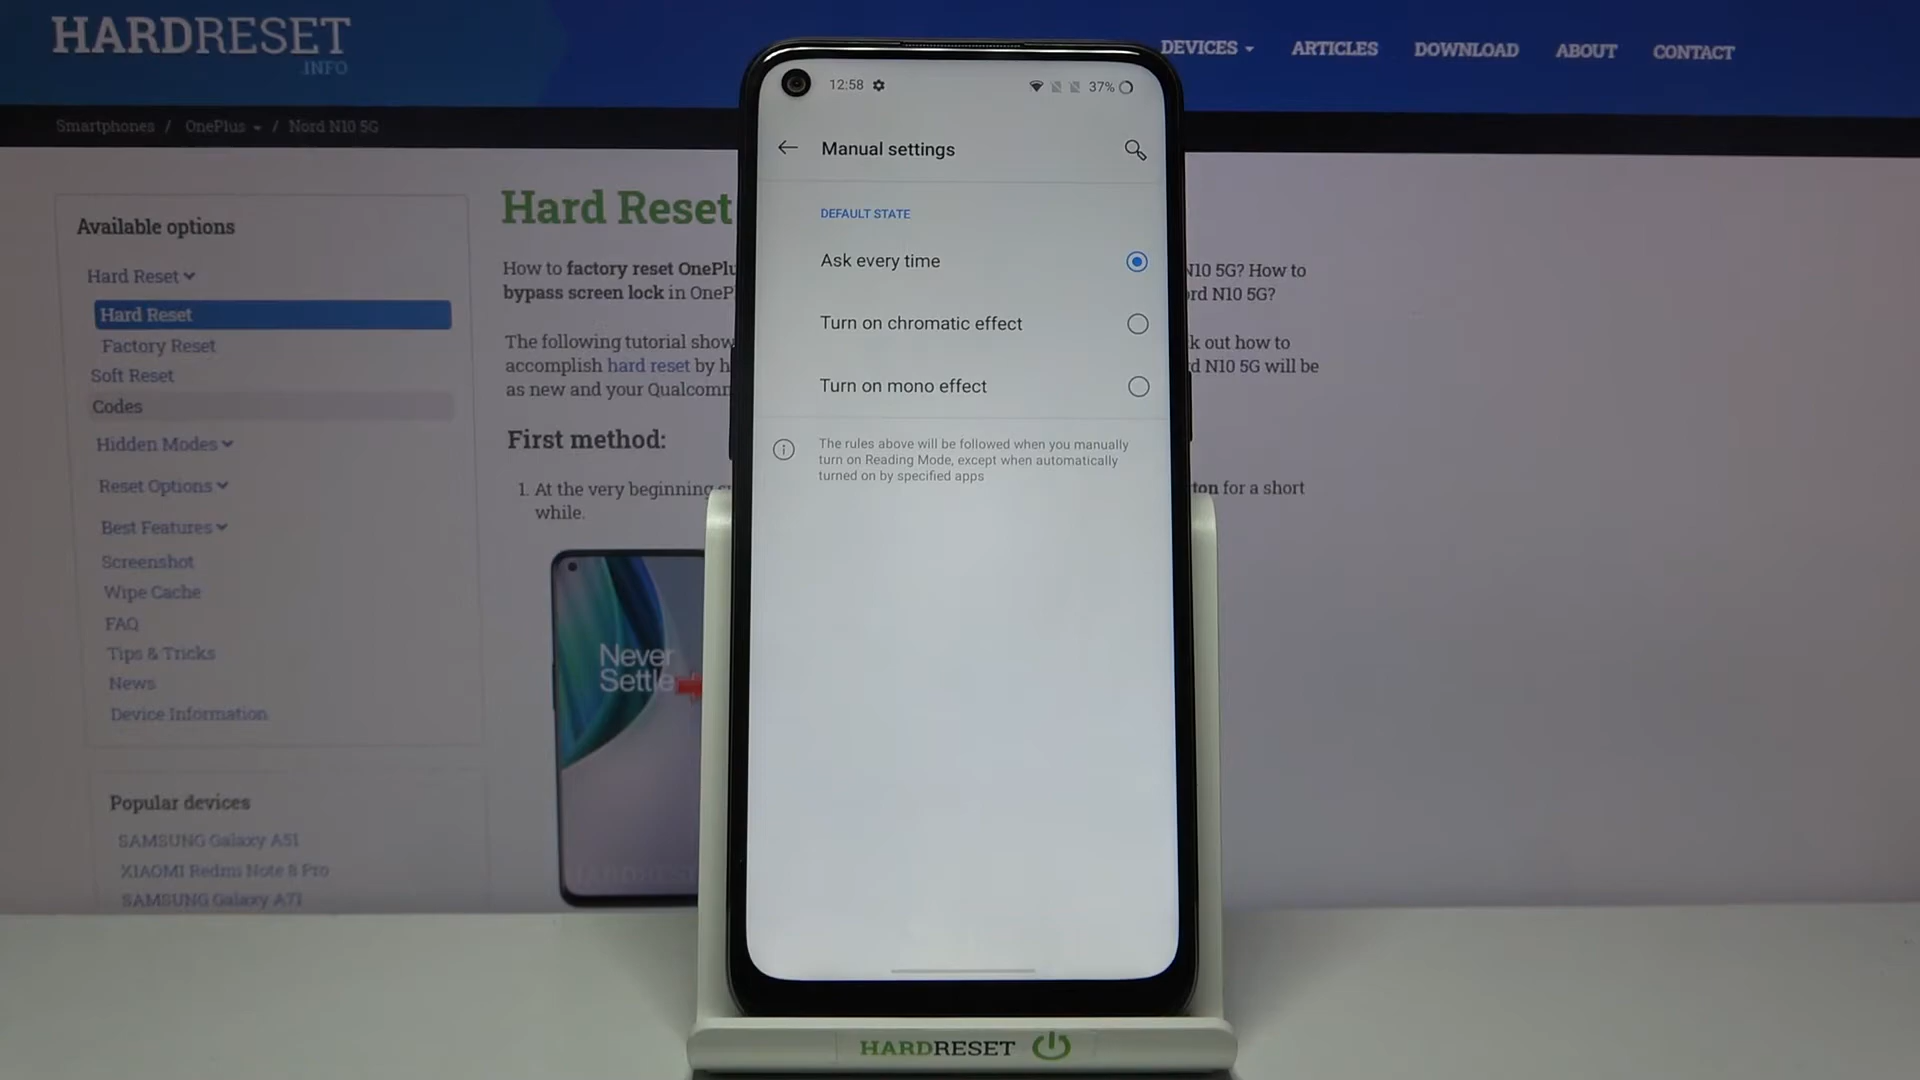 HARDRESET
.INFO
DEVICES
ARTICLES
DOWNLOAD
ABOUT
CONTACT
Smartphones / OnePlus / Nord N10 5G
Available options
Hard Reset
Hard Reset
Factory Reset
Soft Reset
Codes
Hidden Modes
Reset Options
Best Features
Screenshot
Wipe Cache
FAQ
Tips & Tricks
News
Device Information
Popular devices
SAMSUNG Galaxy A51
XIAOMI Redmi Note 8 Pro
SAMSUNG Galaxy A71
Hard Reset
How to factory reset
bypass screen lock in
The following tutorial
accomplish hard reset by
as new and your
First method:
1. At the very beginning
while.
Never
Settle
N10 5G? How to
N10 5G?
out how to
N10 5G will be
for a short
12:58
37%
Manual settings
DEFAULT STATE
Ask every time
Turn on chromatic effect
Turn on mono effect
The rules above will be followed when you manually
turn on Reading Mode, except when automatically
turned on by specified apps
HARDRESET